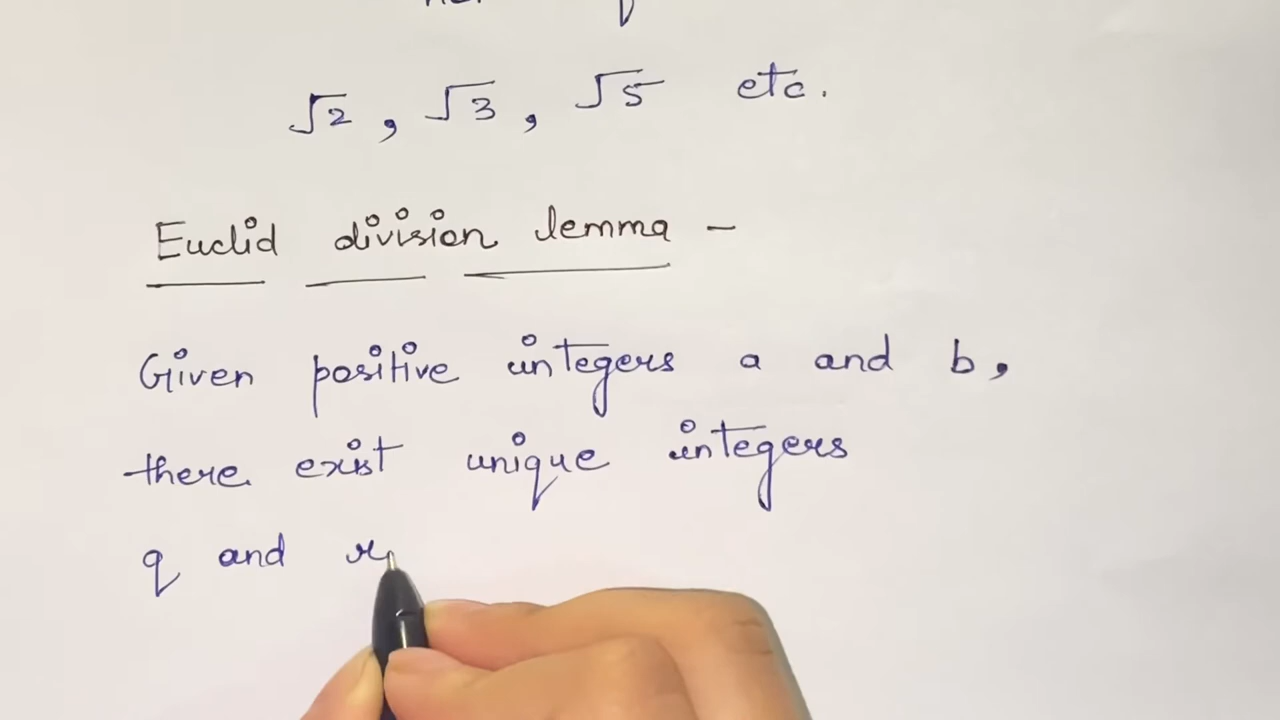 √2 , √3 , √5 etc.
Euclid division lemma -
Given positive integers a and b,
there exist unique integers
q and r